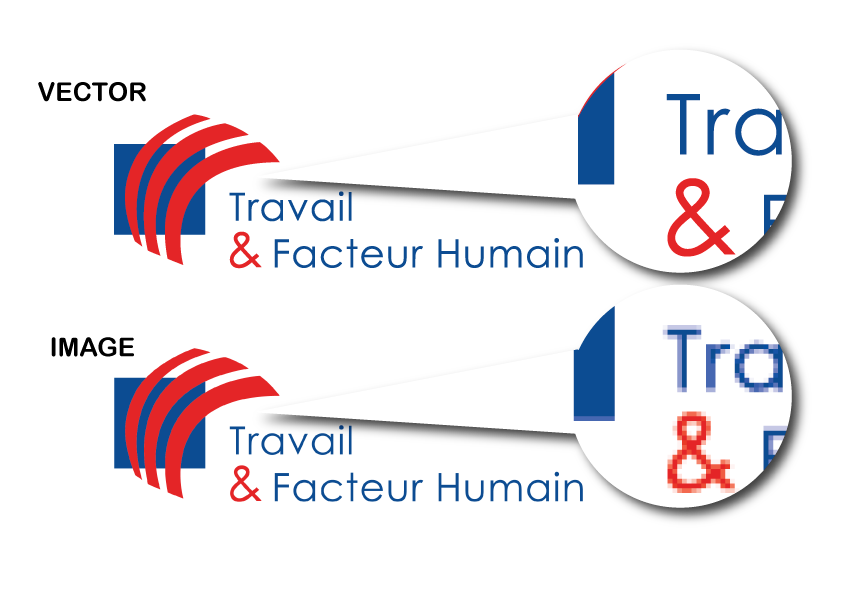 VECTOR
Travail
& Facteur Humain
Tra
& F
IMAGE
Travail
& Facteur Humain
Tra
& F